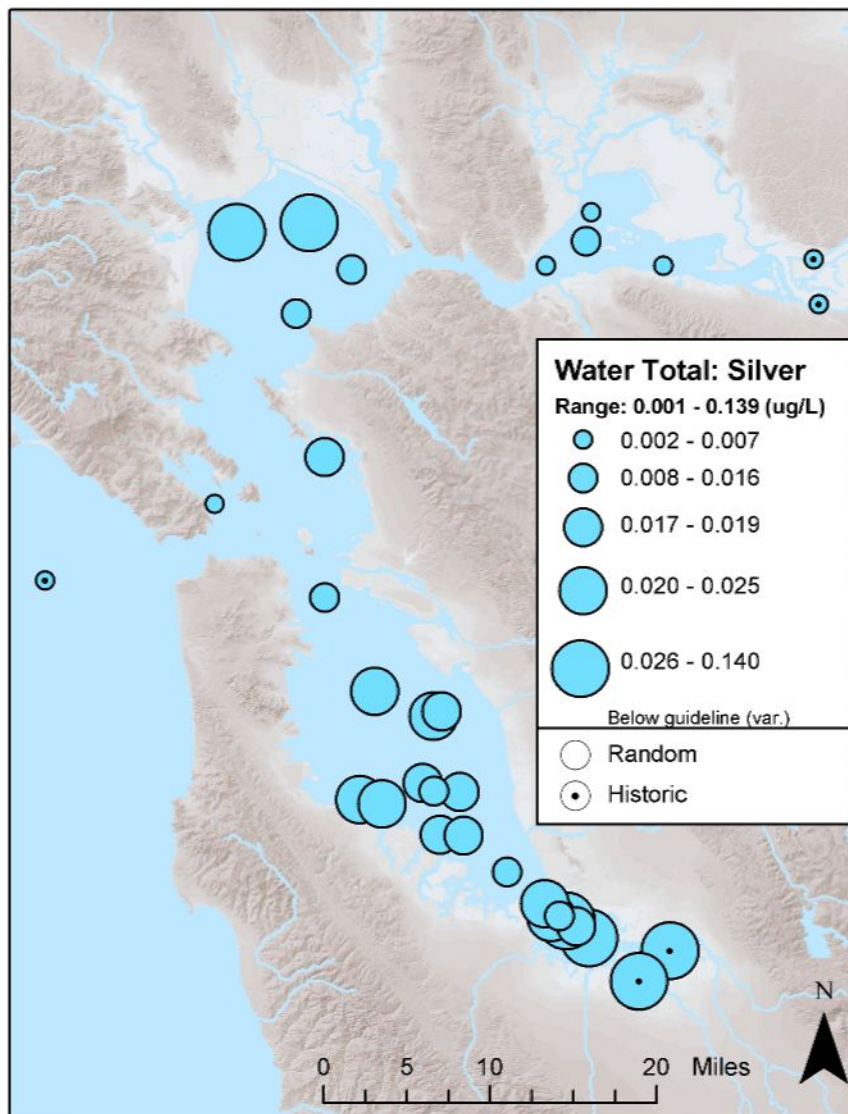 Water Total: Silver
Range: 0.001 - 0.139 (ug/L)
0.002 - 0.007
0.008 - 0.016
0.017 - 0.019
0.020 - 0.025
0.026 - 0.140
Below guideline (var.)
Random
Historic
N
0 5 10 20 Miles